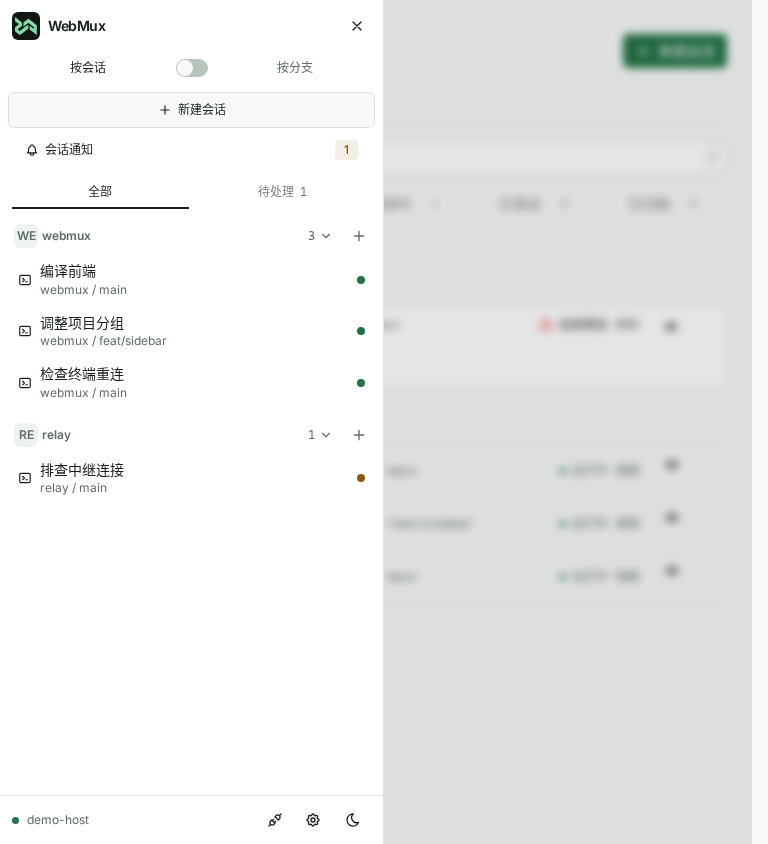 WebMux
按会话 按分支
新建会话
会话通知 1
全部 待处理 1
WE webmux 3
编译前端
webmux / main
调整项目分组
webmux / feat/sidebar
检查终端重连
webmux / main
RE relay 1
排查中继连接
relay / main
demo-host